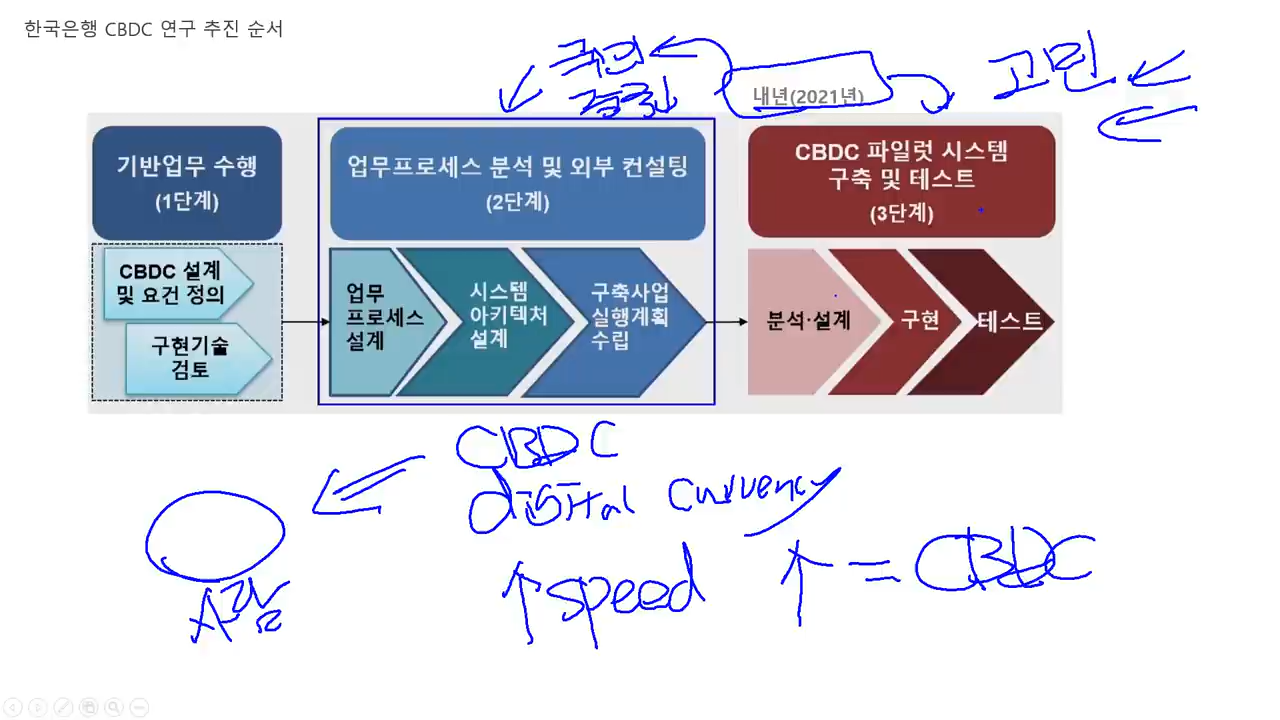 한국은행 CBDC 연구 추진 순서
고민
내년(2021년)
기반업무 수행
(1단계)
업무프로세스 분석 및 외부 컨설팅
(2단계)
CBDC 파일럿 시스템
구축 및 테스트
(3단계)
CBDC 설계
및 요건 정의
구현기술
검토
업무
프로세스
설계
시스템
아키텍처
설계
구축사업
실행계획
수립
분석·설계
구현
테스트
CBDC
digital Currency
speed
= CBDC